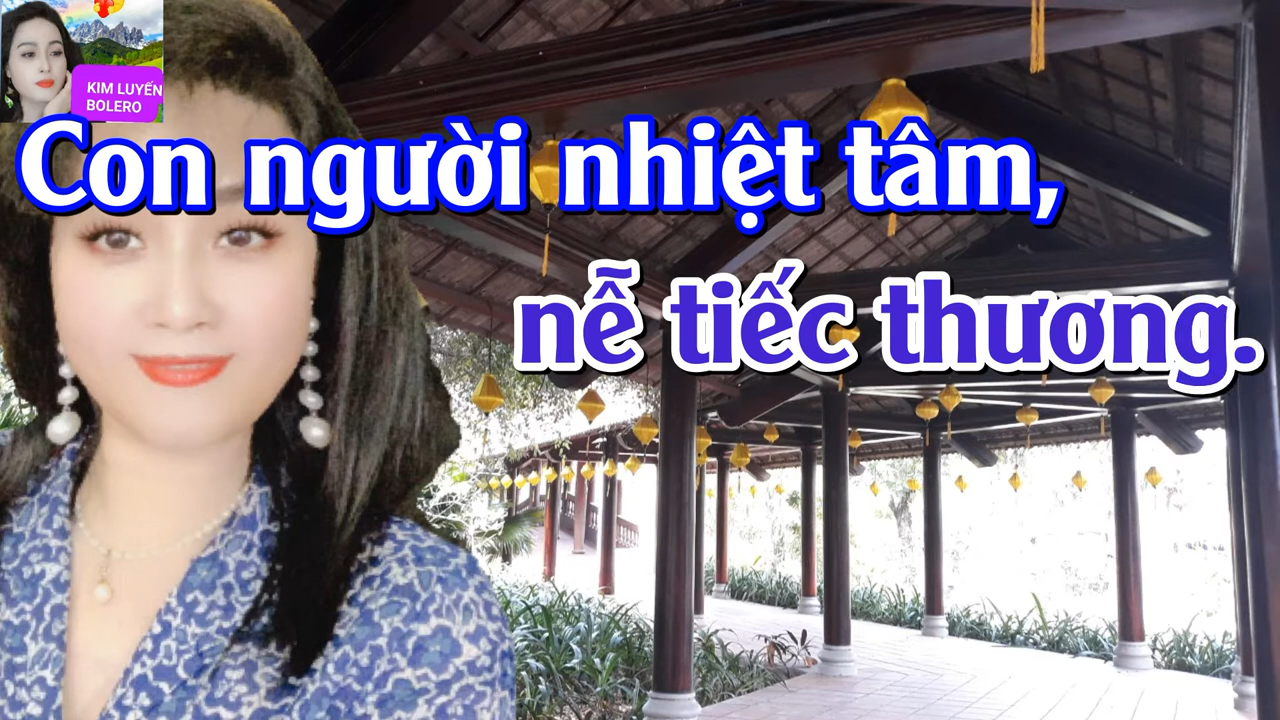 KIM LUYẾN
BOLERO
Con người nhiệt tâm,
nễ tiếc thương.